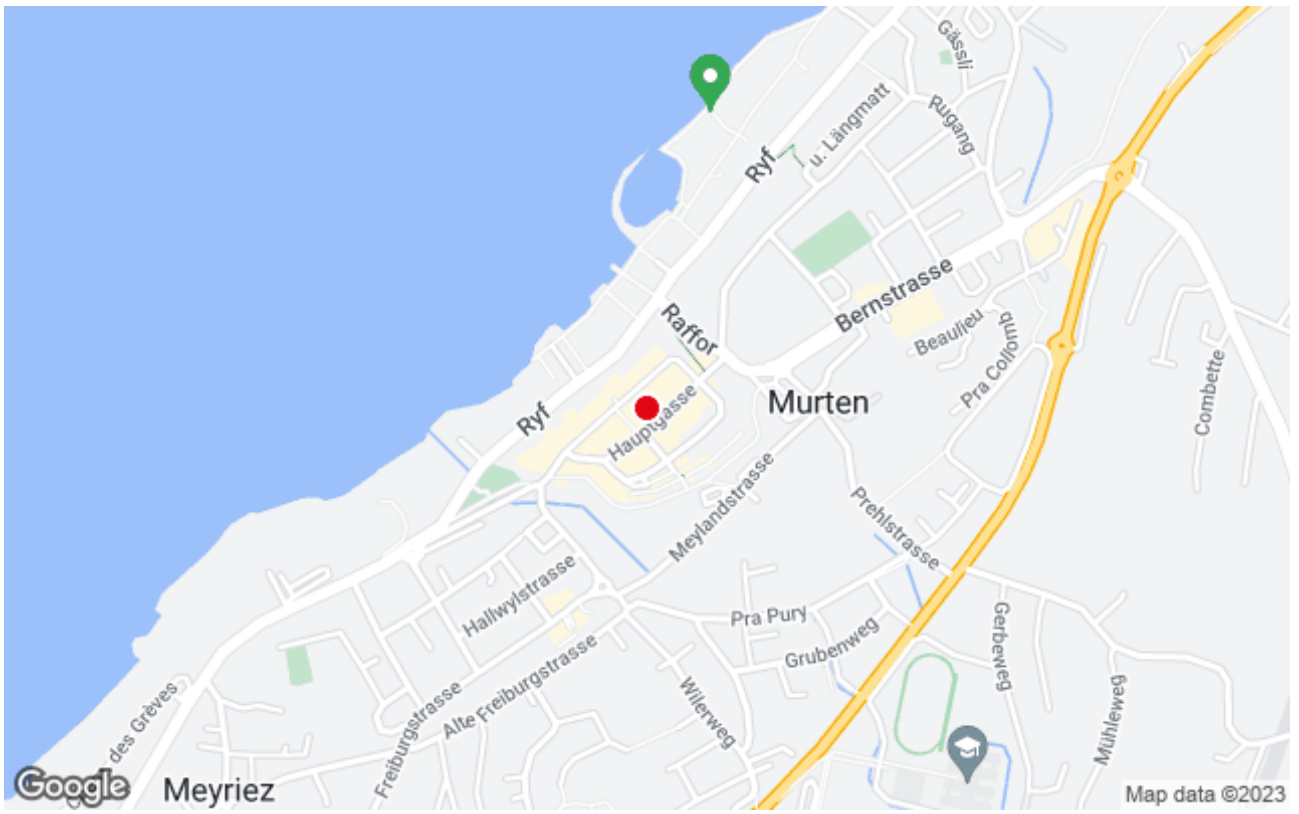 Gässli
Rugang
u. Längmatt
Ryf
Bernstrasse
Raffor
Beaulieu
Pra Collomb
Combette
Murten
Hauptgasse
Ryf
Meylandstrasse
Prehlstrasse
Hallwylstrasse
Pra Pury
Grubenweg
Gerbeweg
Mühleweg
Wilerweg
Alte Freiburgstrasse
Freiburgstrasse
des Grèves
Meyriez
Google
Map data ©2023